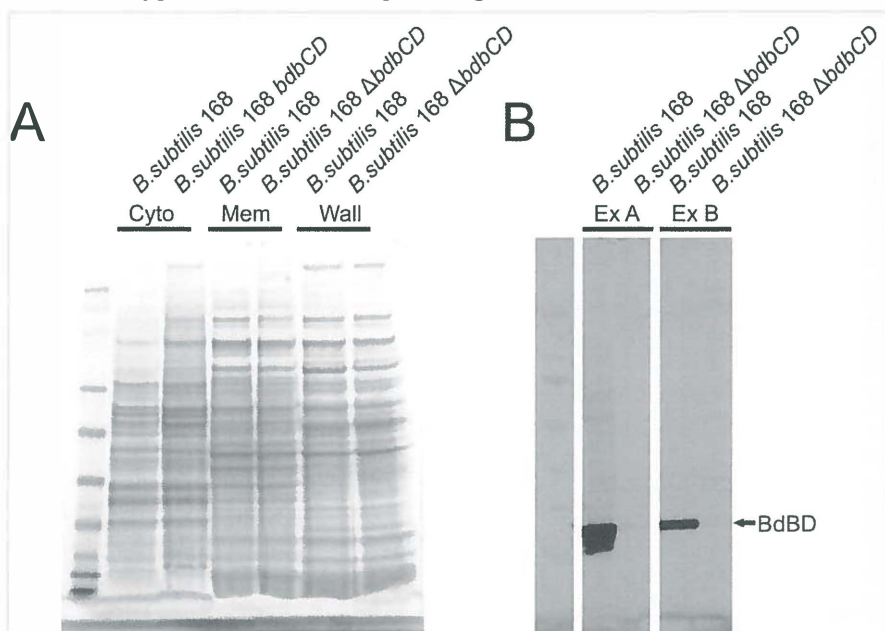 A
B.subtilis 168
B.subtilis 168 bdbCD
B.subtilis 168
B.subtilis 168 ΔbdbCD
B.subtilis 168
B.subtilis 168 ΔbdbCD
Cyto
Mem
Wall
B
B.subtilis 168
B.subtilis 168 ΔbdbCD
B.subtilis 168
B.subtilis 168 ΔbdbCD
Ex A
Ex B
BdBD